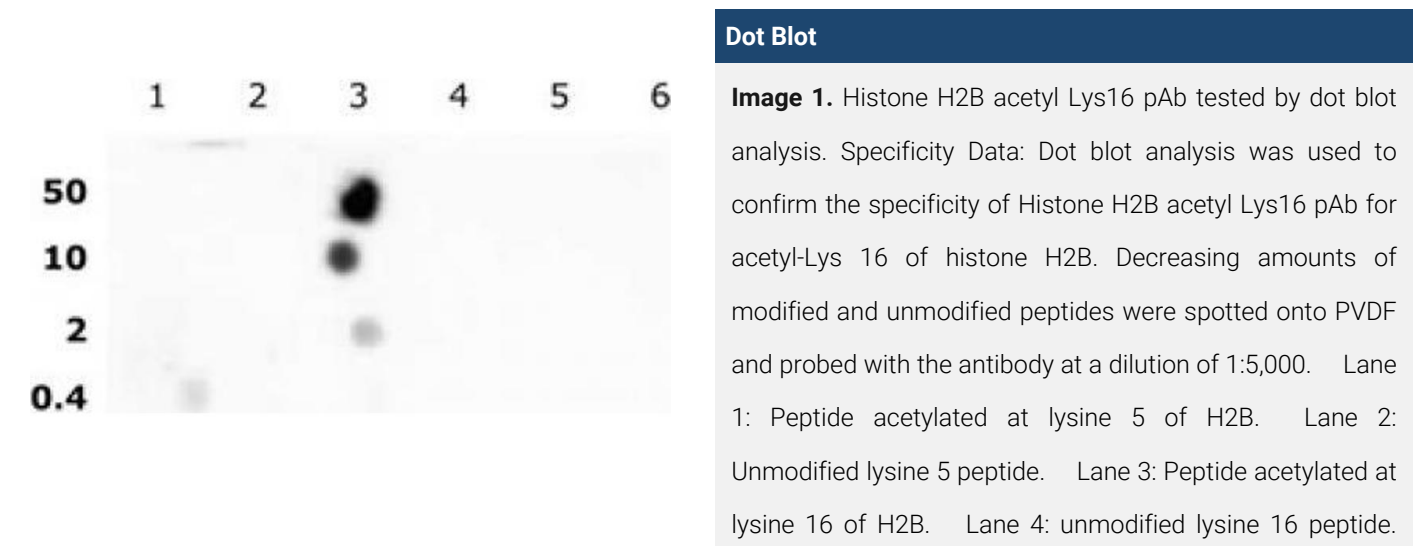 1 2 3 4 5 6
50
10
2
0.4
Dot Blot
Image 1. Histone H2B acetyl Lys16 pAb tested by dot blot
analysis. Specificity Data: Dot blot analysis was used to
confirm the specificity of Histone H2B acetyl Lys16 pAb for
acetyl-Lys 16 of histone H2B. Decreasing amounts of
modified and unmodified peptides were spotted onto PVDF
and probed with the antibody at a dilution of 1:5,000. Lane
1: Peptide acetylated at lysine 5 of H2B. Lane 2:
Unmodified lysine 5 peptide. Lane 3: Peptide acetylated at
lysine 16 of H2B. Lane 4: unmodified lysine 16 peptide.